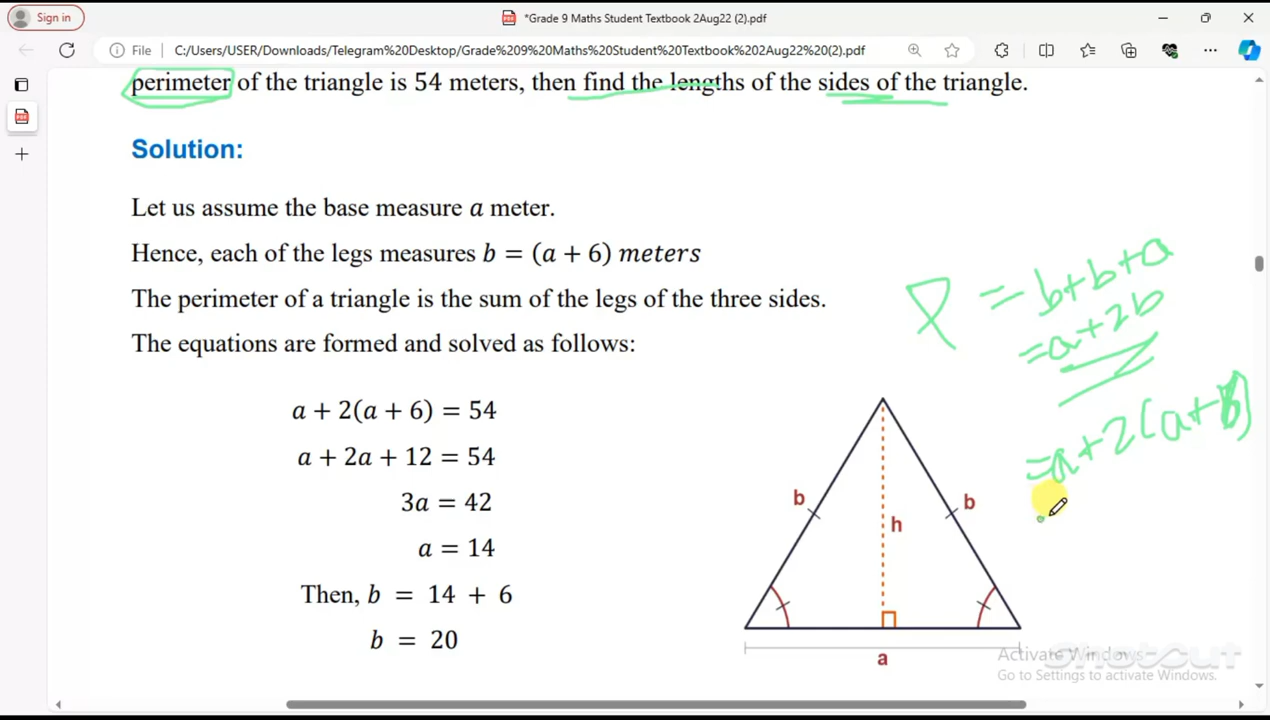 Sign in
*Grade 9 Maths Student Textbook 2Aug22 (2).pdf
File
C:/Users/USER/Downloads/Telegram%20Desktop/Grade%209%20Maths%20Student%20Textbook%202Aug22%20(2).pdf
perimeter of the triangle is 54 meters, then find the lengths of the sides of the triangle.
Solution:
Let us assume the base measure a meter.
Hence, each of the legs measures b = (a + 6) meters
The perimeter of a triangle is the sum of the legs of the three sides.
The equations are formed and solved as follows:
P = b+b+a
= a+2b
= a+2(a+6)
a + 2(a + 6) = 54
a + 2a + 12 = 54
3a = 42
a = 14
Then, b = 14 + 6
b = 20
b
b
h
a
Activate Windows
Go to Settings to activate Windows.
Shotcut